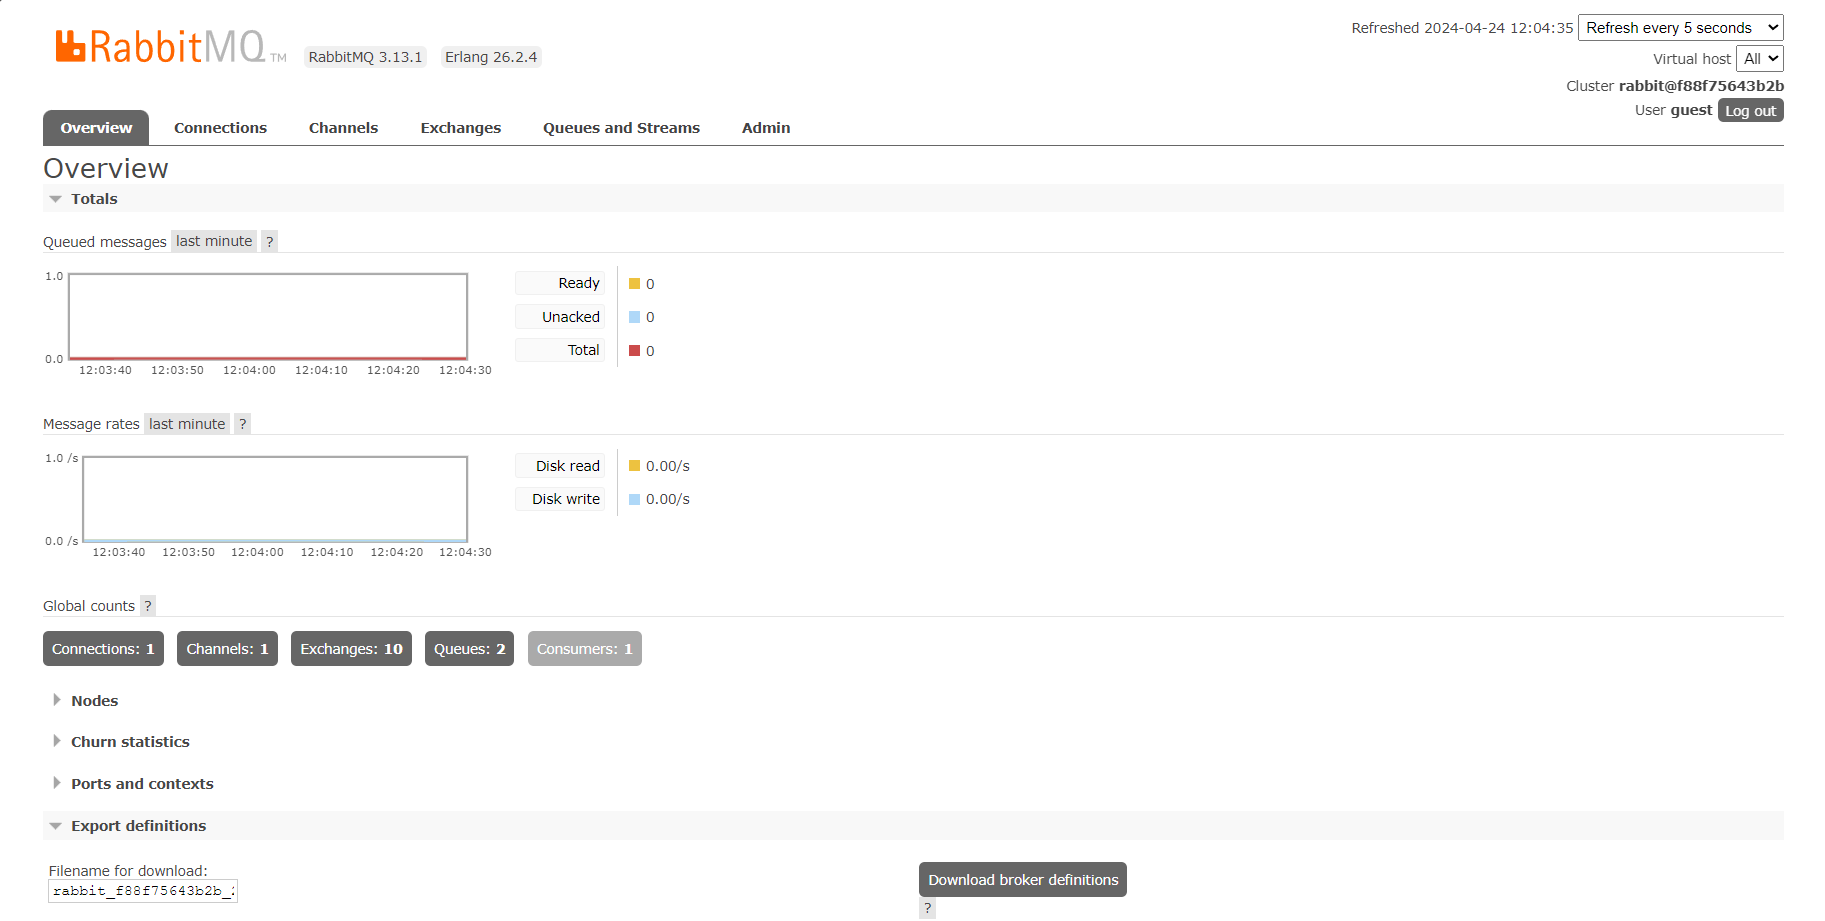 RabbitMQ TM RabbitMQ 3.13.1 Erlang 26.2.4
Refreshed 2024-04-24 12:04:35 Refresh every 5 seconds
Virtual host All
Cluster rabbit@f88f75643b2b
User guest Log out
Overview Connections Channels Exchanges Queues and Streams Admin
Overview
Totals
Queued messages last minute ?
1.0
0.0
12:03:40 12:03:50 12:04:00 12:04:10 12:04:20 12:04:30
Ready 0
Unacked 0
Total 0
Message rates last minute ?
1.0 /s
0.0 /s
12:03:40 12:03:50 12:04:00 12:04:10 12:04:20 12:04:30
Disk read 0.00/s
Disk write 0.00/s
Global counts ?
Connections: 1 Channels: 1 Exchanges: 10 Queues: 2 Consumers: 1
Nodes
Churn statistics
Ports and contexts
Export definitions
Filename for download:
rabbit_f88f75643b2b_
Download broker definitions
?